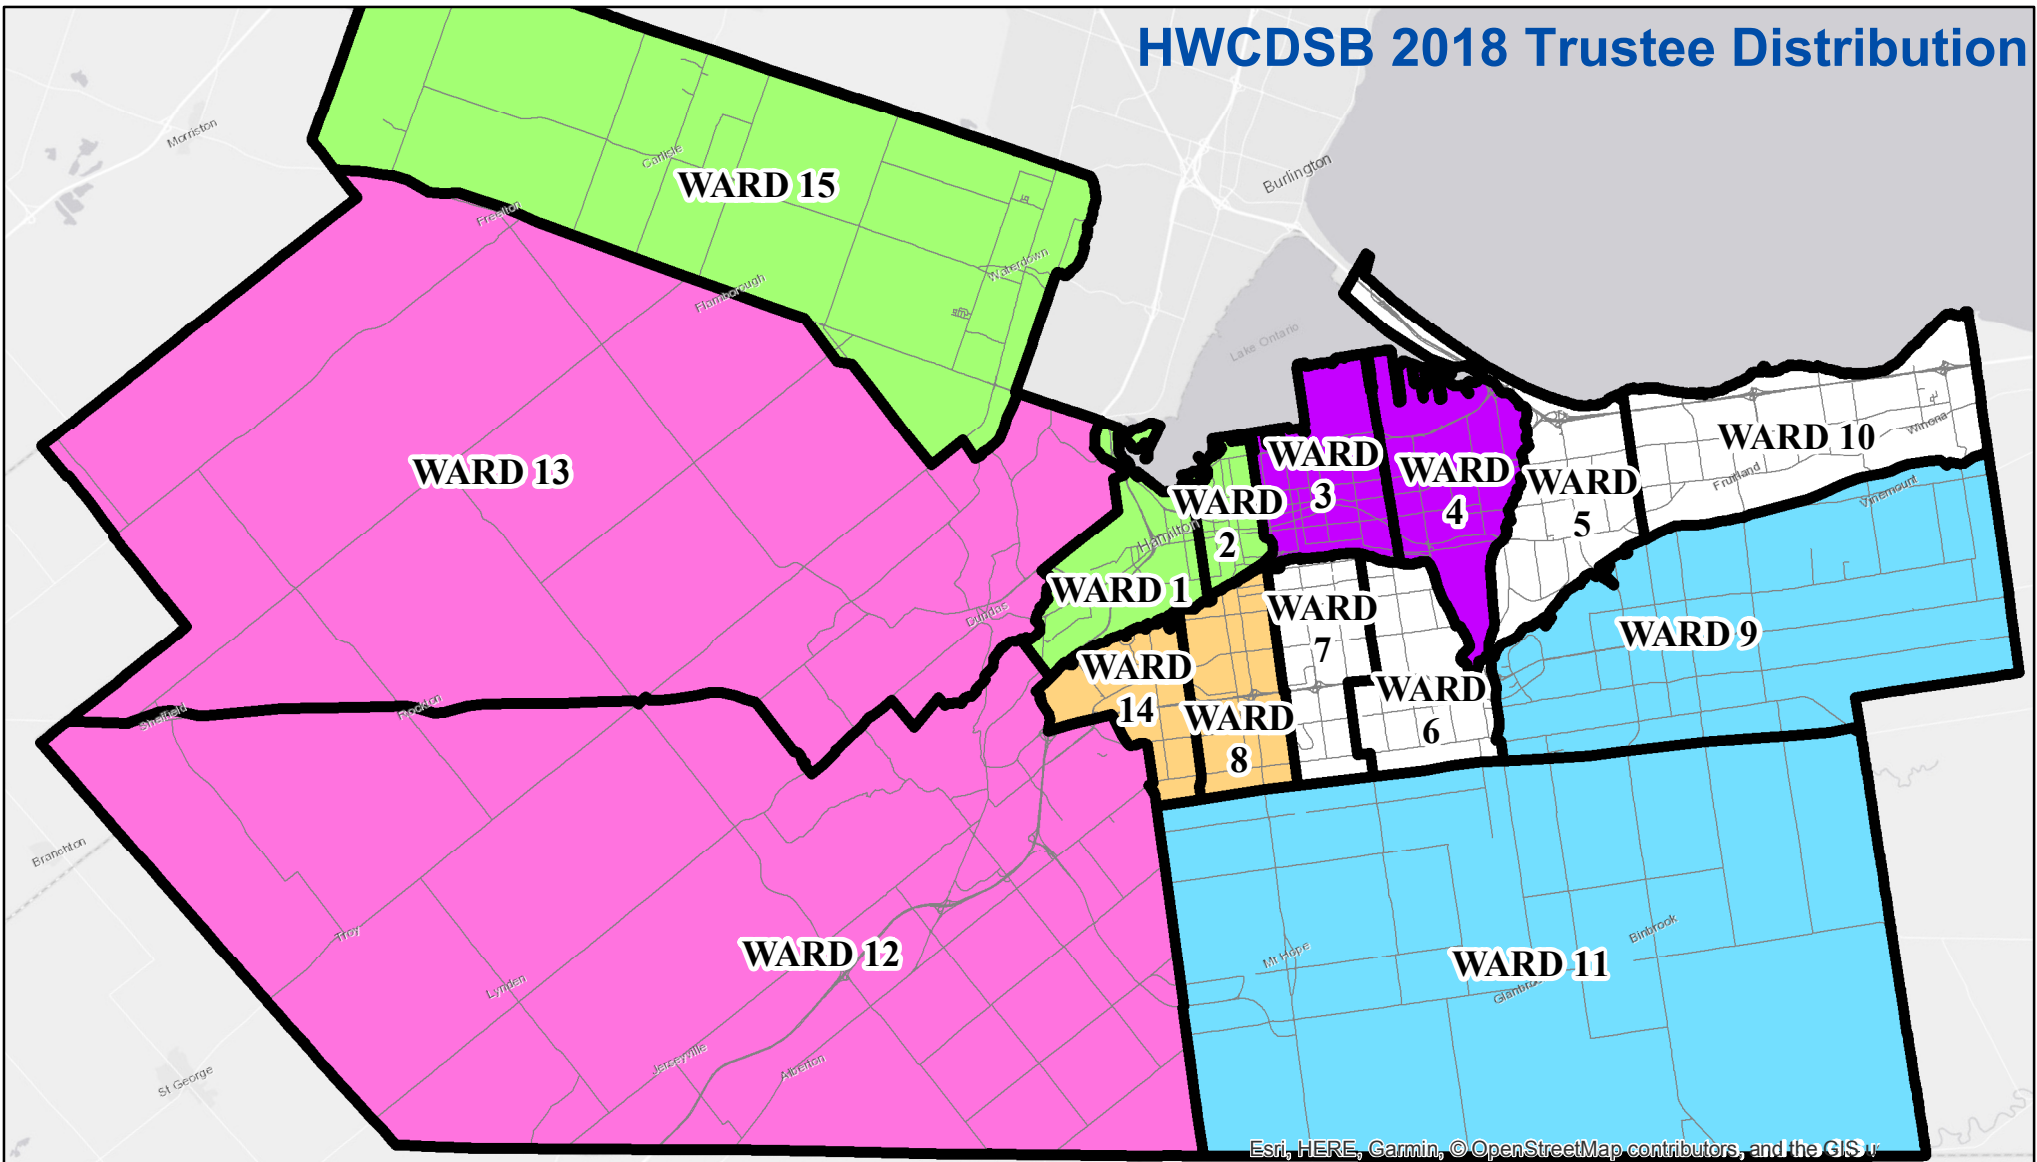 HWCDSB 2018 Trustee Distribution
Morriston
Carlisle
WARD 15
Burlington
Freelton
Waterdown
Flamborough
Lake Ontario
WARD 13
WARD
3
WARD
4
WARD 10
Winona
Fruitland
WARD
5
Vinemount
WARD
2
Hamilton
WARD 1
Dundas
WARD
7
WARD 9
WARD
14
WARD
8
WARD
6
Sheffield
Rockton
Branchton
Troy
Lynden
WARD 12
Mt Hope
Binbrook
WARD 11
Jerseyville
Alberton
St George
Esri, HERE, Garmin, © OpenStreetMap contributors, and the GIS